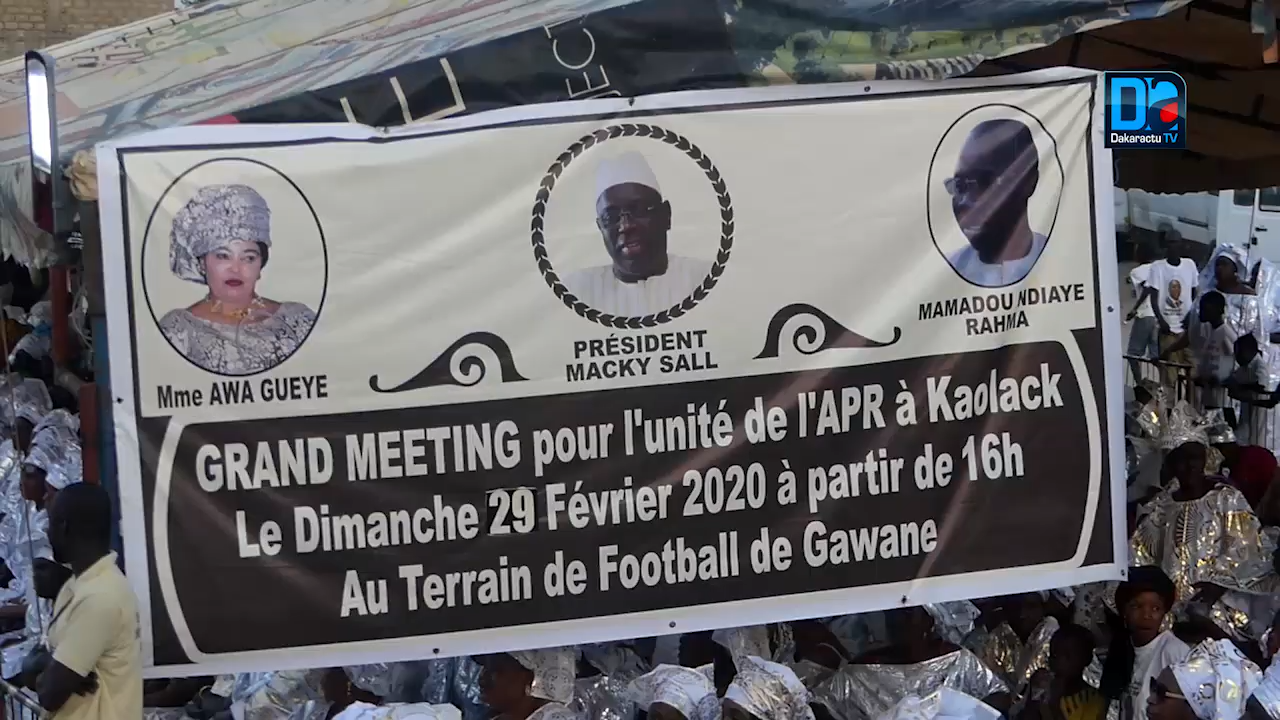 ECT
Dakaractu TV
Mme AWA GUEYE
PRÉSIDENT
MACKY SALL
MAMADOU NDIAYE
RAHMA
GRAND MEETING pour l'unité de l'APR à Kaolack
Le Dimanche 29 Février 2020 à partir de 16h
Au Terrain de Football de Gawane